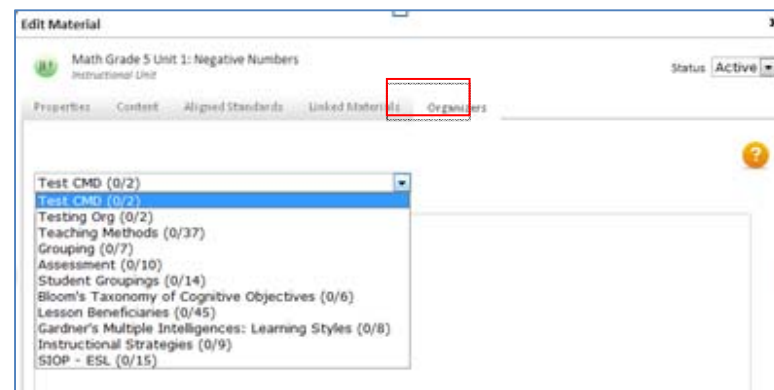 Edit Material
Math Grade 5 Unit 1: Negative Numbers
Instructional Unit
Status Active
Properties Content Aligned Standards Linked Materials Organizers
?
Test CMD (0/2)
Test CMD (0/2)
Testing Org (0/2)
Teaching Methods (0/37)
Grouping (0/7)
Assessment (0/10)
Student Groupings (0/14)
Bloom's Taxonomy of Cognitive Objectives (0/6)
Lesson Beneficiaries (0/45)
Gardner's Multiple Intelligences: Learning Styles (0/8)
Instructional Strategies (0/9)
SIOP - ESL (0/15)